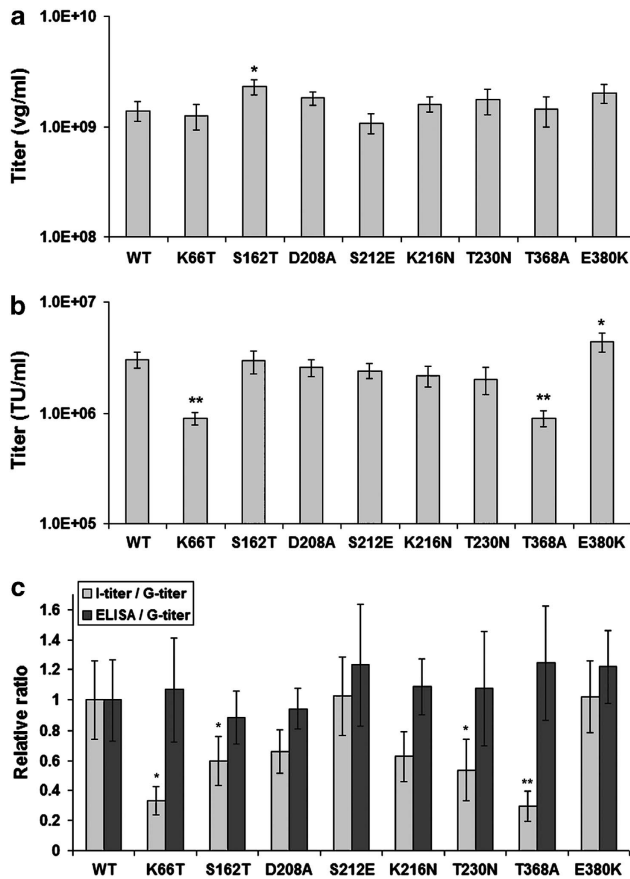 a
Titer (vg/ml)
1.0E+10
1.0E+09
1.0E+08
*
WT K66T S162T D208A S212E K216N T230N T368A E380K
b
Titer (TU/ml)
1.0E+07
1.0E+06
1.0E+05
** ** *
WT K66T S162T D208A S212E K216N T230N T368A E380K
c
I-titer / G-titer
ELISA / G-titer
Relative ratio
1.6
1.4
1.2
1
0.8
0.6
0.4
0.2
0
* * * **
WT K66T S162T D208A S212E K216N T230N T368A E380K